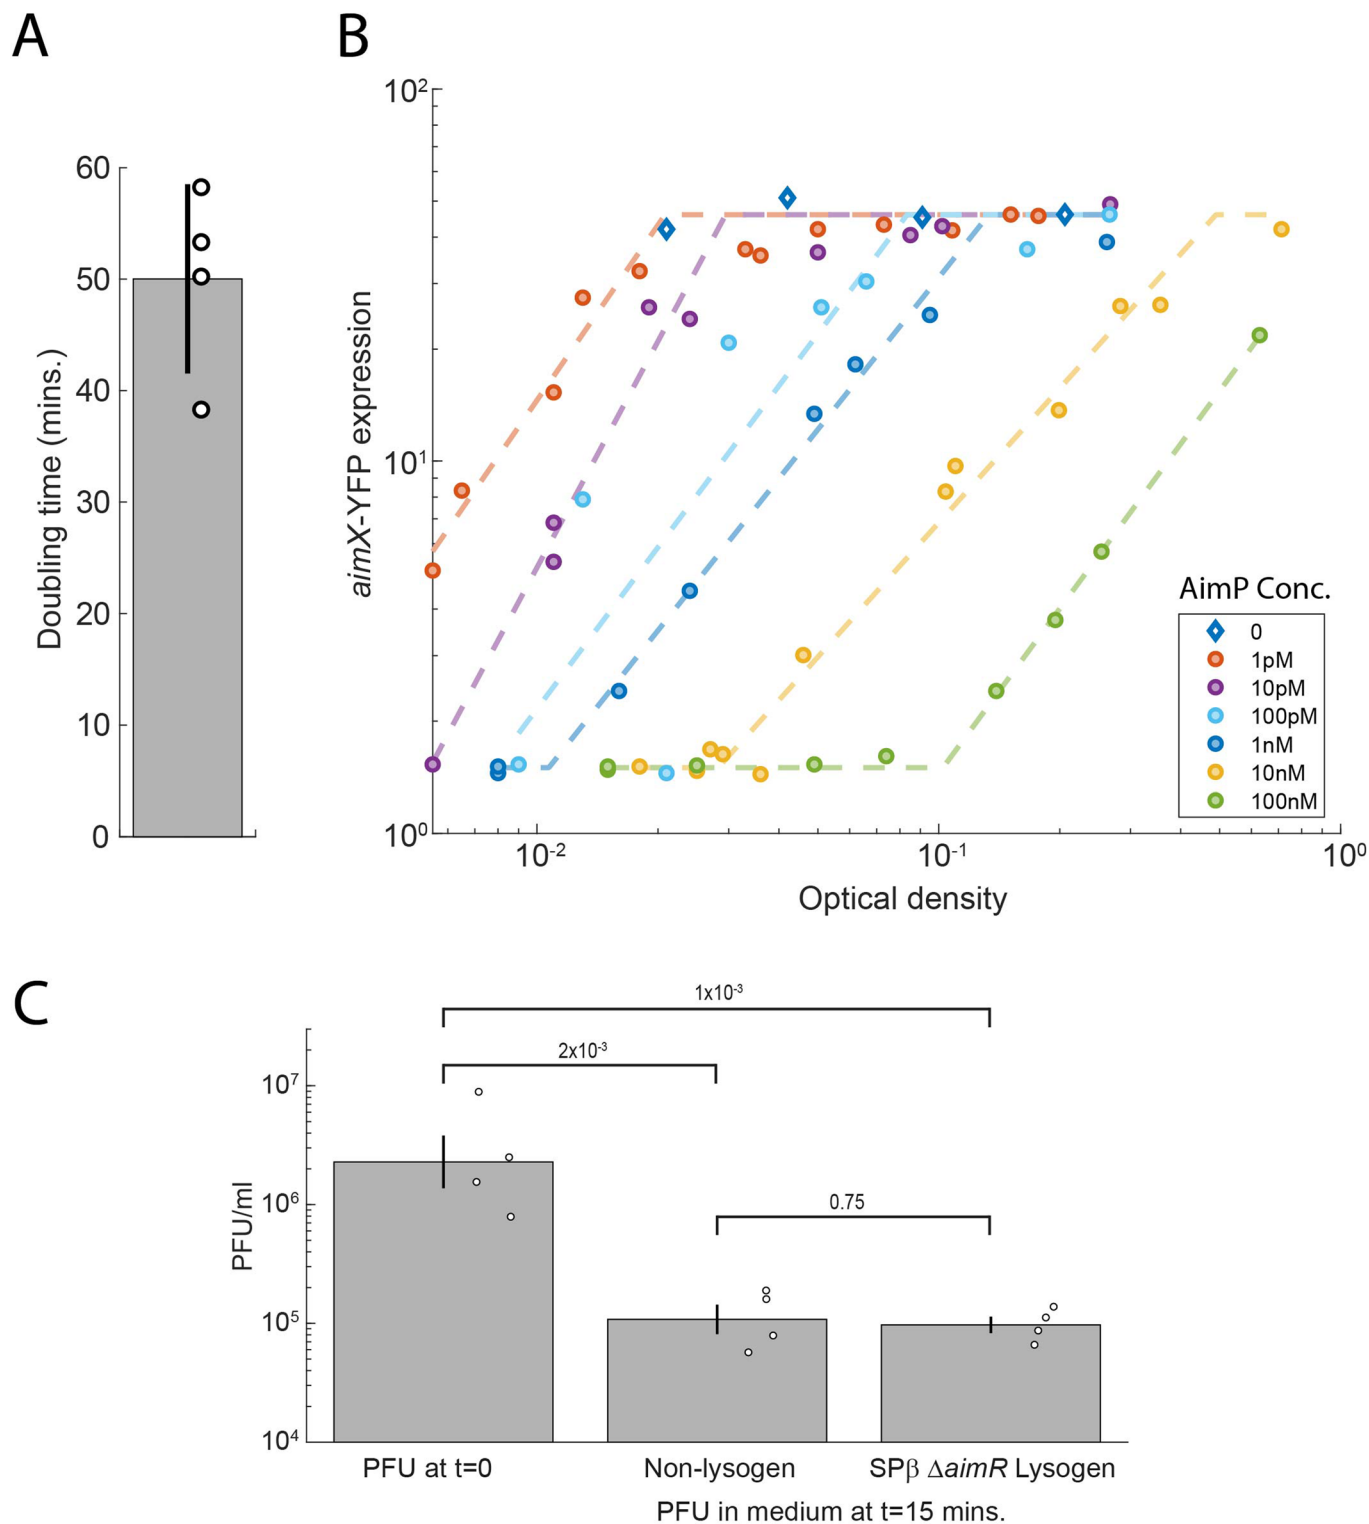 A
B
Doubling time (mins.)
60
50
40
30
20
10
0
aimX-YFP expression
10²
10¹
10⁰
10⁻²
10⁻¹
10⁰
Optical density
AimP Conc.
0
1pM
10pM
100pM
1nM
10nM
100nM
C
1x10⁻³
2x10⁻³
0.75
PFU/ml
10⁷
10⁶
10⁵
10⁴
PFU at t=0
Non-lysogen
SPβ ΔaimR Lysogen
PFU in medium at t=15 mins.